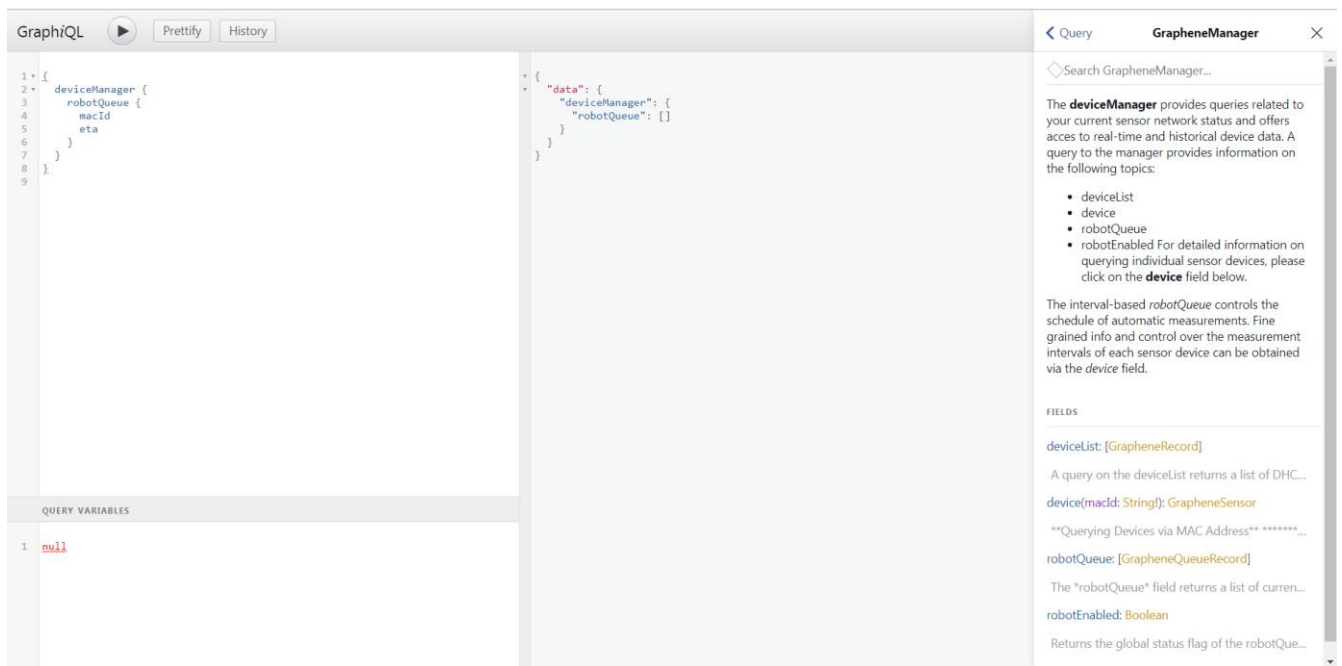 GraphiQL
Prettify
History
1 {
2 deviceManager {
3 robotQueue {
4 macId
5 eta
6 }
7 }
8 }
9
QUERY VARIABLES
1 null
{
"data": {
"deviceManager": {
"robotQueue": []
}
}
}
Query
GrapheneManager
Search GrapheneManager...
The deviceManager provides queries related to
your current sensor network status and offers
acces to real-time and historical device data. A
query to the manager provides information on
the following topics:
• deviceList
• device
• robotQueue
• robotEnabled For detailed information on
querying individual sensor devices, please
click on the device field below.
The interval-based robotQueue controls the
schedule of automatic measurements. Fine
grained info and control over the measurement
intervals of each sensor device can be obtained
via the device field.
FIELDS
deviceList: [GrapheneRecord]
A query on the deviceList returns a list of DHC...
device(macId: String!): GrapheneSensor
**Querying Devices via MAC Address** *******...
robotQueue: [GrapheneQueueRecord]
The *robotQueue* field returns a list of curren...
robotEnabled: Boolean
Returns the global status flag of the robotQue...